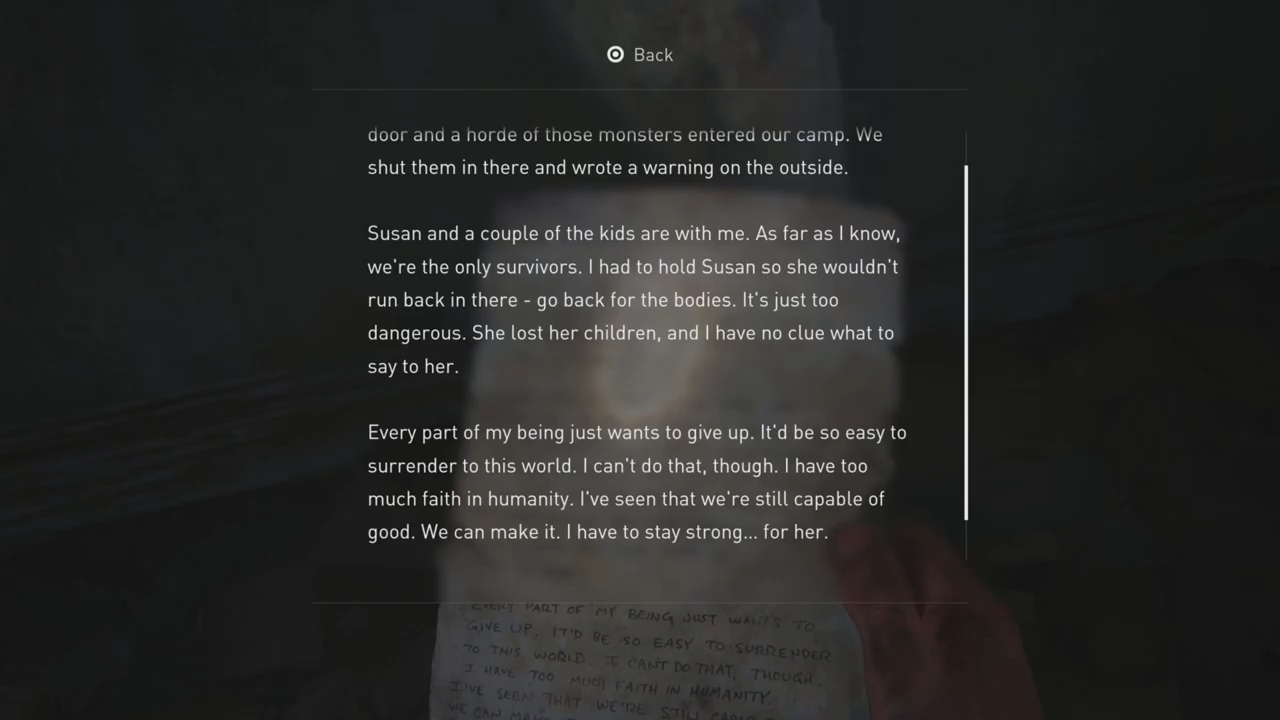 Back
door and a horde of those monsters entered our camp. We
shut them in there and wrote a warning on the outside.
Susan and a couple of the kids are with me. As far as I know,
we're the only survivors. I had to hold Susan so she wouldn't
run back in there - go back for the bodies. It's just too
dangerous. She lost her children, and I have no clue what to
say to her.
Every part of my being just wants to give up. It'd be so easy to
surrender to this world. I can't do that, though. I have too
much faith in humanity. I've seen that we're still capable of
good. We can make it. I have to stay strong... for her.
EVERY PART OF MY BEING JUST WANTS TO
GIVE UP. IT'D BE SO EASY TO SURRENDER
TO THIS WORLD. I CAN'T DO THAT, THOUGH.
I HAVE TOO MUCH FAITH IN HUMANITY.
I'VE SEEN THAT WE'RE STILL
WE CAN